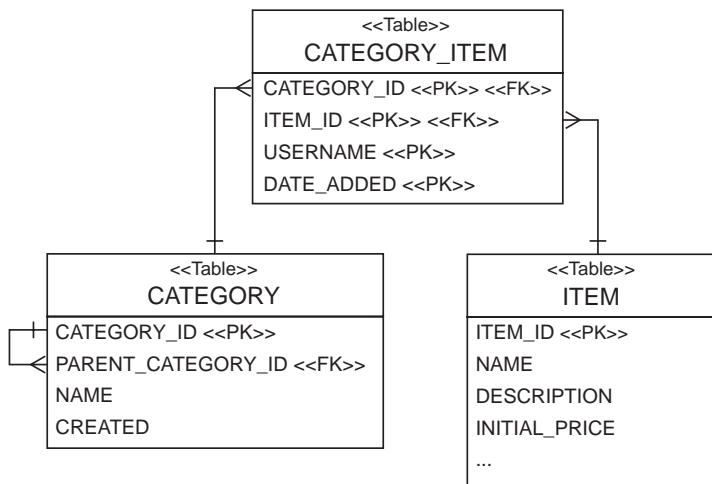 <<Table>>
CATEGORY_ITEM
CATEGORY_ID <<PK>> <<FK>>
ITEM_ID <<PK>> <<FK>>
USERNAME <<PK>>
DATE_ADDED <<PK>>
<<Table>>
CATEGORY
CATEGORY_ID <<PK>>
PARENT_CATEGORY_ID <<FK>>
NAME
CREATED
<<Table>>
ITEM
ITEM_ID <<PK>>
NAME
DESCRIPTION
INITIAL_PRICE
...